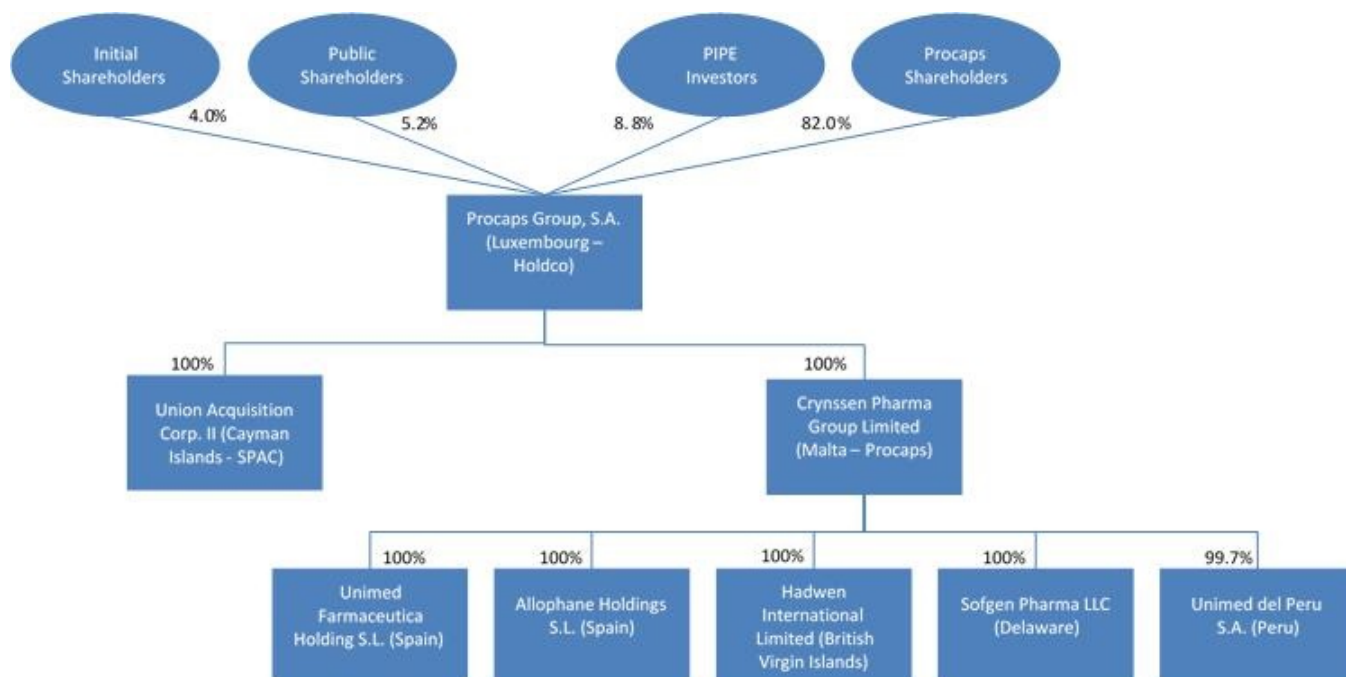 Initial
Shareholders
Public
Shareholders
PIPE
Investors
Procaps
Shareholders
4.0%
5.2%
8.8%
82.0%
Procaps Group, S.A.
(Luxembourg –
Holdco)
100%
100%
Union Acquisition
Corp. II (Cayman
Islands - SPAC)
Crynssen Pharma
Group Limited
(Malta – Procaps)
100%
100%
100%
100%
99.7%
Unimed
Farmaceutica
Holding S.L. (Spain)
Allophane Holdings
S.L. (Spain)
Hadwen
International
Limited (British
Virgin Islands)
Sofgen Pharma LLC
(Delaware)
Unimed del Peru
S.A. (Peru)